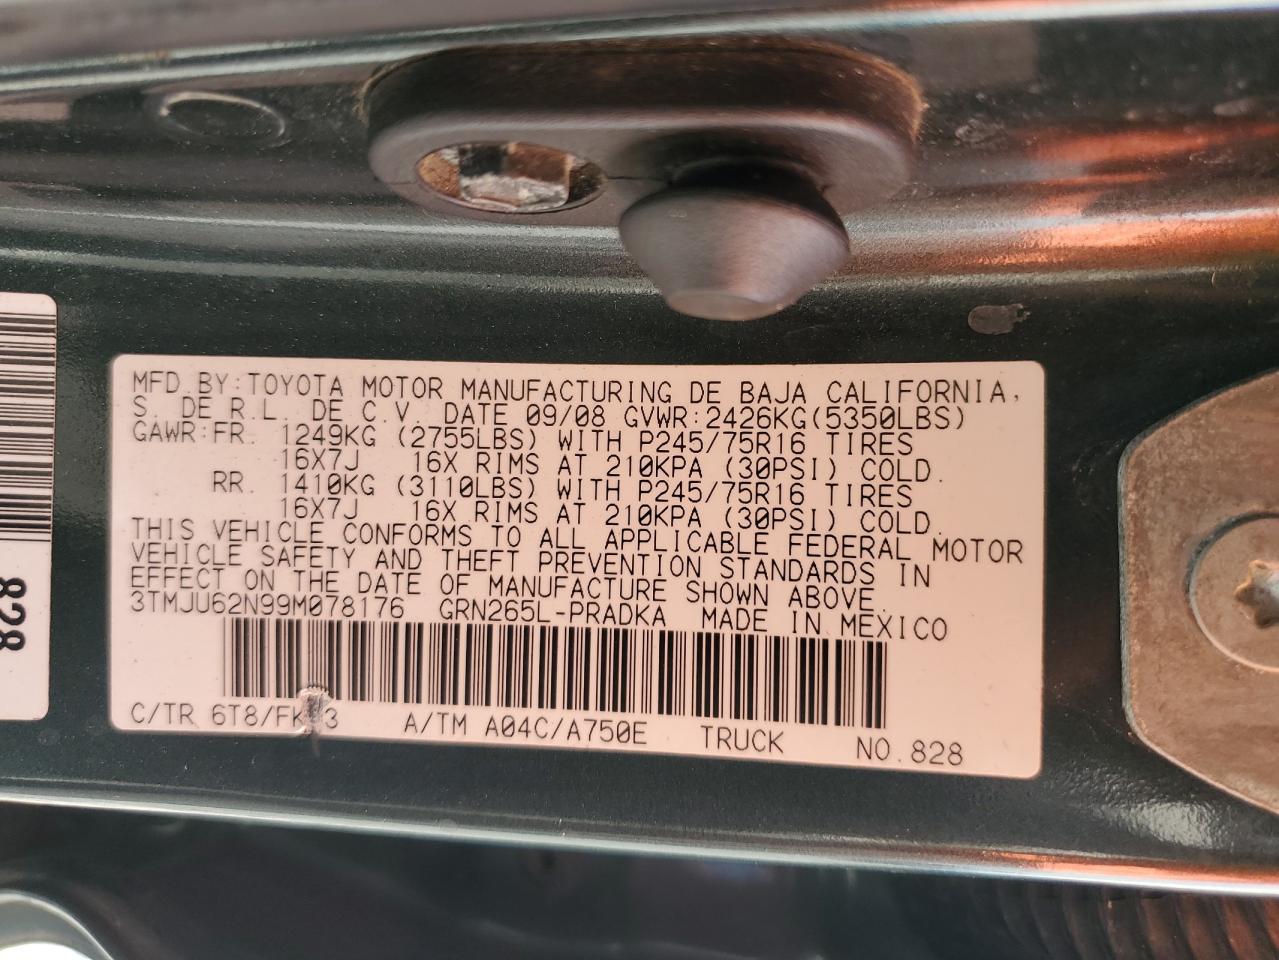 MFD.BY:TOYOTA MOTOR MANUFACTURING DE BAJA CALIFORNIA,
S. DE R.L. DE C.V. DATE 09/08 GVWR:2426KG(5350LBS)
GAWR:FR. 1249KG (2755LBS) WITH P245/75R16 TIRES
16X7J 16X RIMS AT 210KPA (30PSI) COLD.
RR. 1410KG (3110LBS) WITH P245/75R16 TIRES
16X7J 16X RIMS AT 210KPA (30PSI) COLD.
THIS VEHICLE CONFORMS TO ALL APPLICABLE FEDERAL MOTOR
VEHICLE SAFETY AND THEFT PREVENTION STANDARDS IN
EFFECT ON THE DATE OF MANUFACTURE SHOWN ABOVE.
3TMJU62N99M078176 GRN265L-PRADKA MADE IN MEXICO
C/TR 6T8/ A/TM A04C/A750E TRUCK NO.828
828